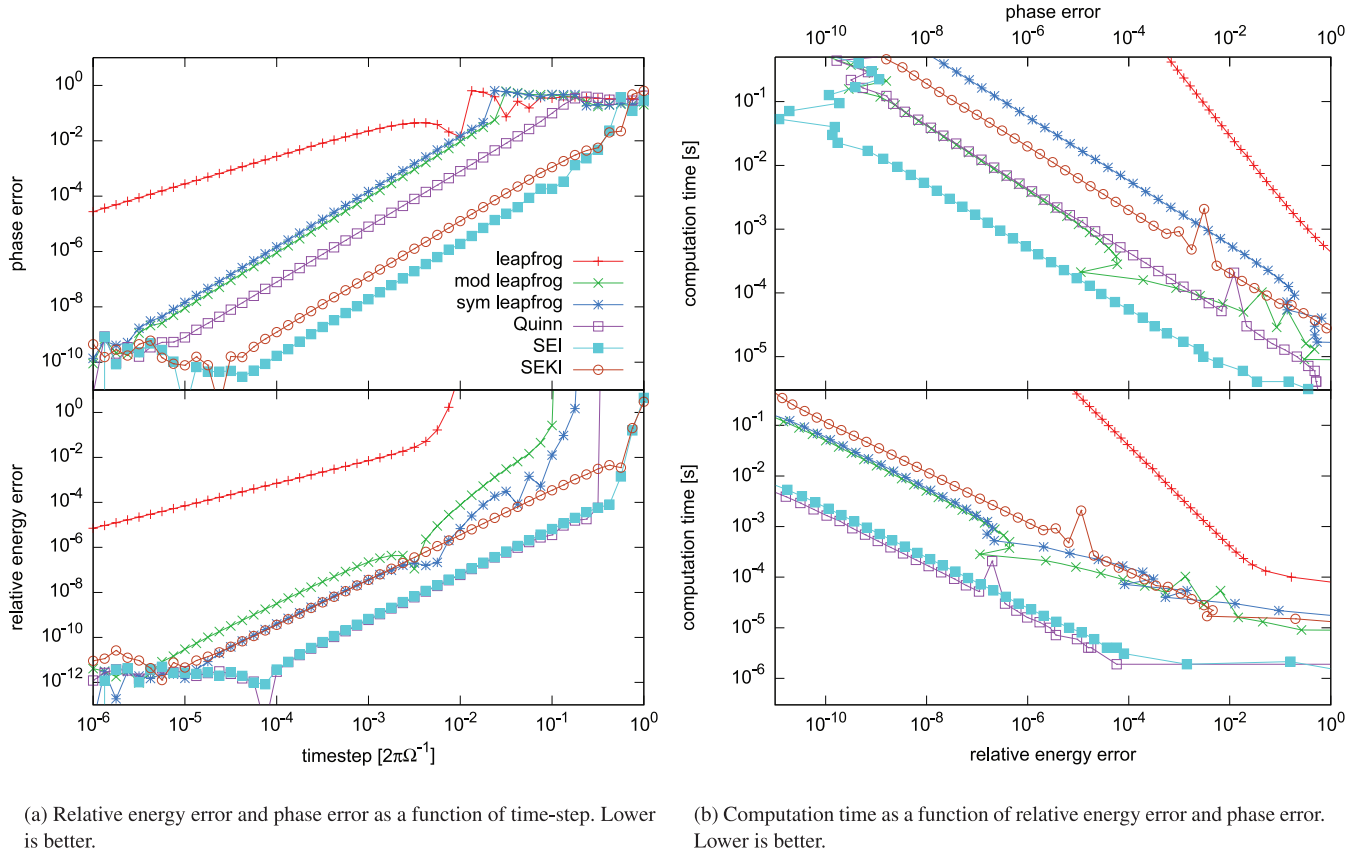 phase error
10^-10 10^-8 10^-6 10^-4 10^-2 10^0
phase error
10^0
10^-2
10^-4
10^-6
10^-8
10^-10
leapfrog
mod leapfrog
sym leapfrog
Quinn
SEI
SEKI
relative energy error
10^0
10^-2
10^-4
10^-6
10^-8
10^-10
10^-12
10^-6 10^-5 10^-4 10^-3 10^-2 10^-1 10^0
timestep [2πΩ^-1]
computation time [s]
10^-1
10^-2
10^-3
10^-4
10^-5
computation time [s]
10^-1
10^-2
10^-3
10^-4
10^-5
10^-6
10^-10 10^-8 10^-6 10^-4 10^-2 10^0
relative energy error
(a) Relative energy error and phase error as a function of time-step. Lower
is better.
(b) Computation time as a function of relative energy error and phase error.
Lower is better.